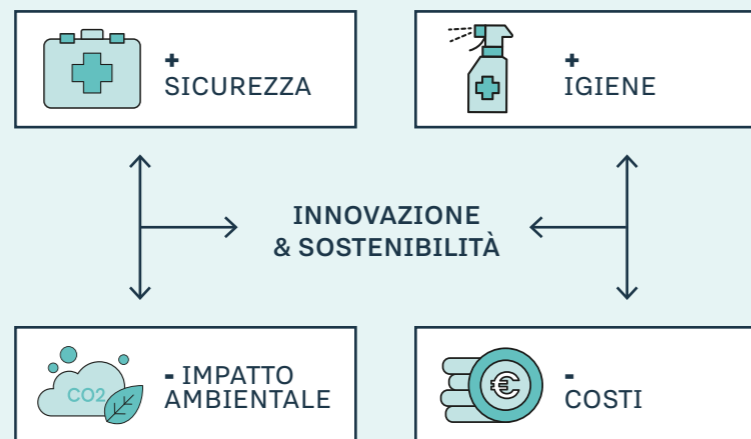 +
SICUREZZA
+
IGIENE
INNOVAZIONE
& SOSTENIBILITÀ
- IMPATTO
AMBIENTALE
CO2
-
COSTI
€